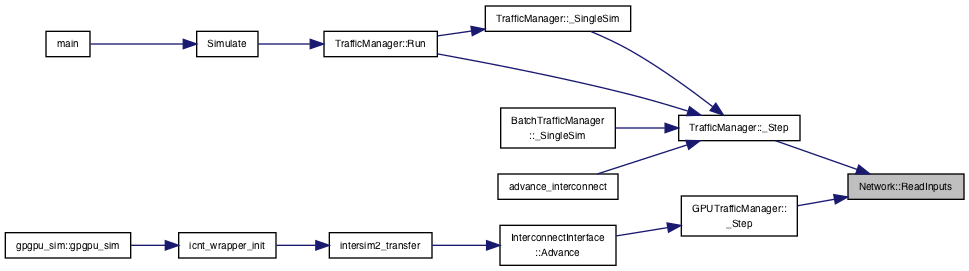 TrafficManager::_SingleSim
main
Simulate
TrafficManager::Run
BatchTrafficManager
::_SingleSim
TrafficManager::_Step
advance_interconnect
Network::ReadInputs
GPUTrafficManager::
_Step
gpgpu_sim::gpgpu_sim
icnt_wrapper_init
intersim2_transfer
InterconnectInterface
::Advance